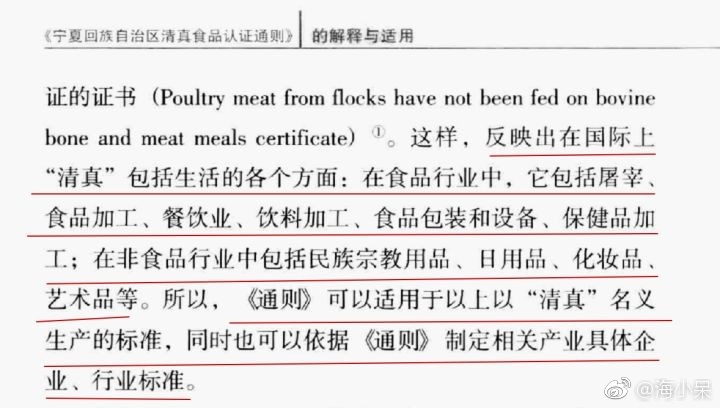 《宁夏回族自治区清真食品认证通则》 的解释与适用
证的证书（Poultry meat from flocks have not been fed on bovine
bone and meat meals certificate）①。这样，反映出在国际上
“清真”包括生活的各个方面：在食品行业中，它包括屠宰、
食品加工、餐饮业、饮料加工、食品包装和设备、保健品加
工；在非食品行业中包括民族宗教用品、日用品、化妆品、
艺术品等。所以，《通则》可以适用于以上以“清真”名义
生产的标准，同时也可以依据《通则》制定相关产业具体企
业、行业标准。
@海小杲